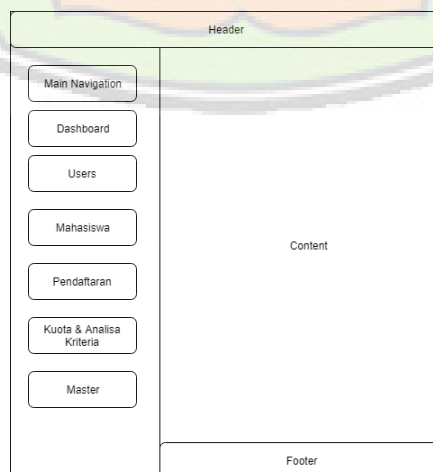 Header
Main Navigation
Dashboard
Users
Mahasiswa
Pendaftaran
Kuota & Analisa
Kriteria
Master
Content
Footer